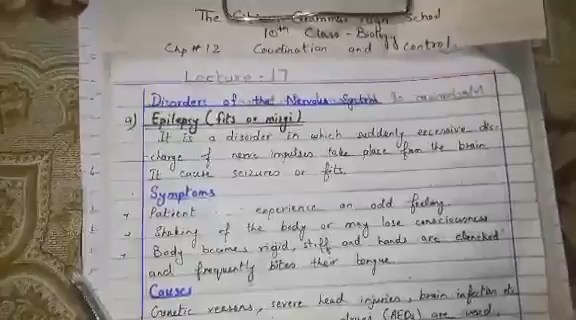 The Grammar High School
10th Class - Biology
Chp # 12 Coordination and Control.
Lecture - 17
Disorders of the Nervous System
a) Epilepsy (fits or mirgi)
It is a disorder in which suddenly excessive dis-
charge of nerve impulses take place from the brain
It cause seizures or fits.
Symptoms
Patient experience an odd feeling.
Shaking of the body or may lose consciousness
Body becomes rigid, stiff and hands are clenched
and frequently bites their tongue
Causes
Genetic reasons, severe head injuries, brain infection etc
drugs (AEDs) are used,